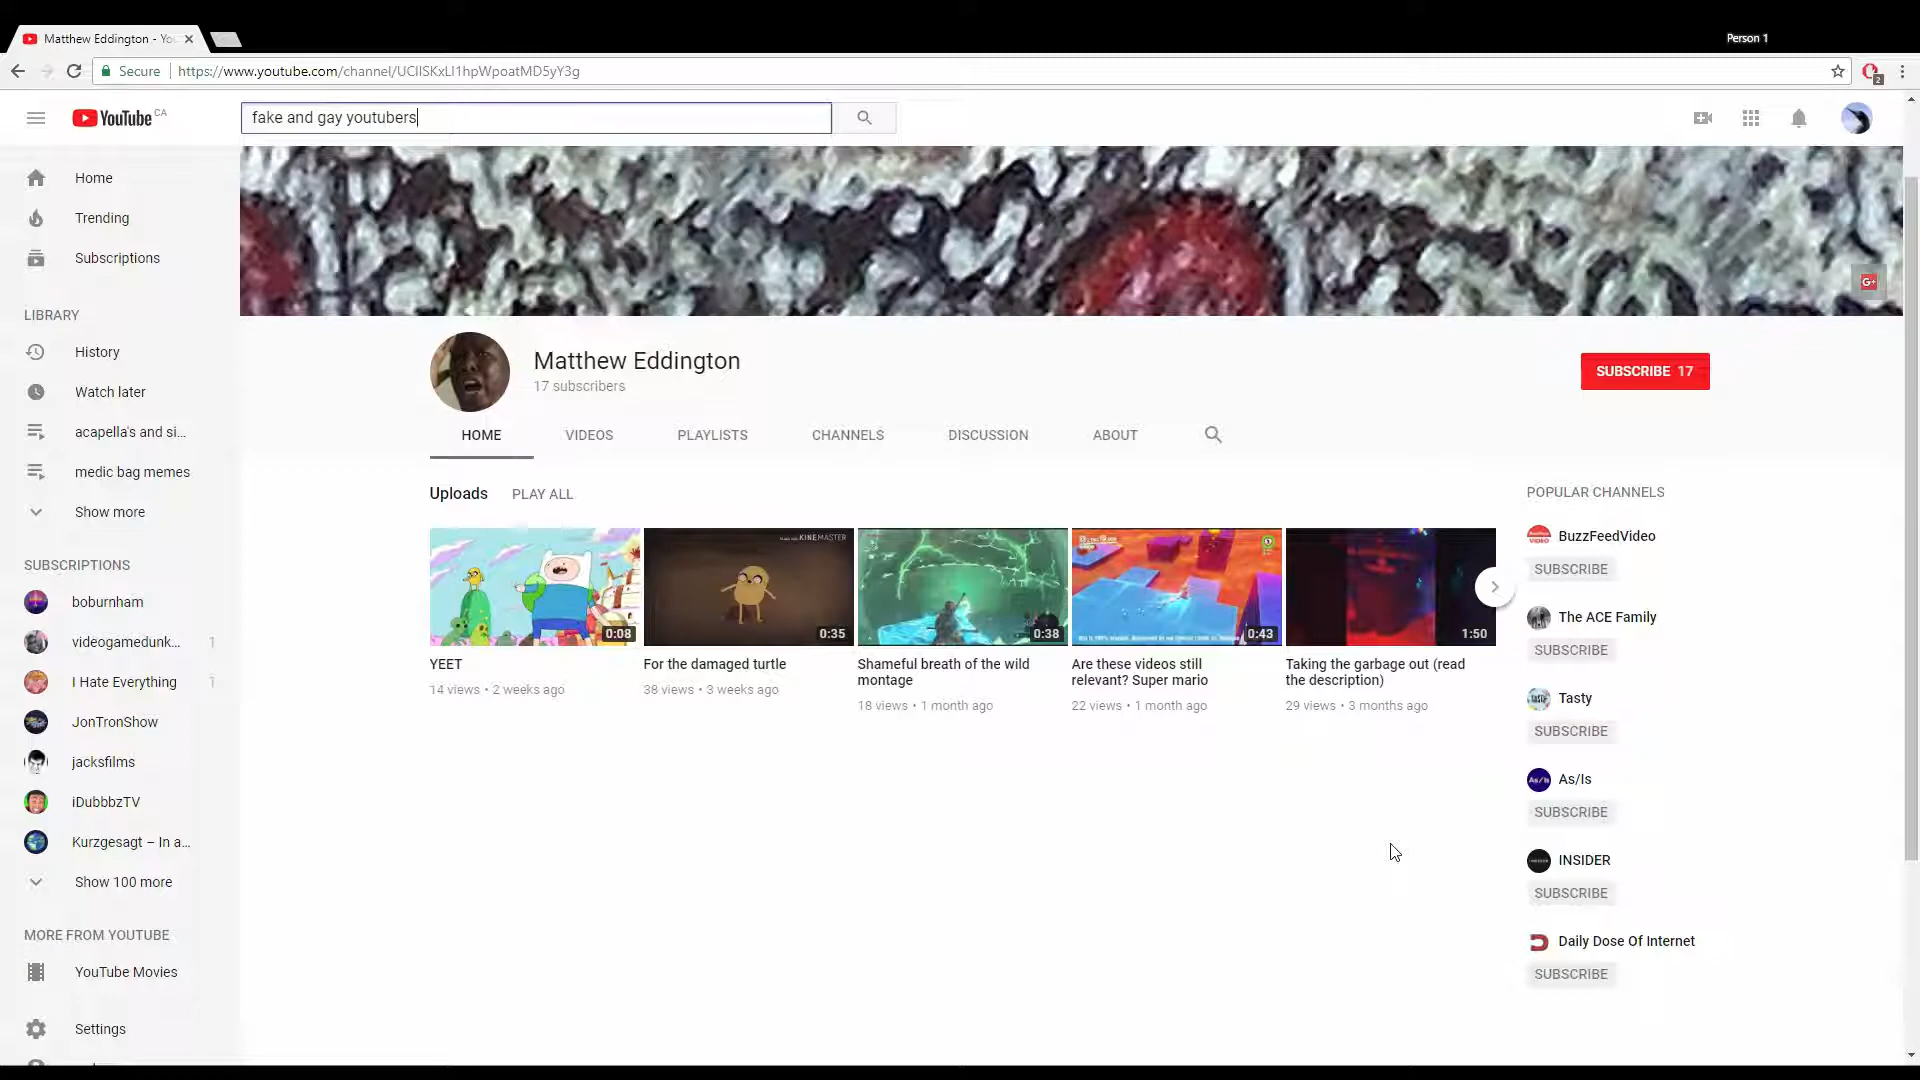 Matthew Eddington - Yo
Person 1
Secure
https://www.youtube.com/channel/UCIlSKxLl1hpWpoatMD5yY3g
2
YouTube CA
fake and gay youtubers
Home
Trending
Subscriptions
LIBRARY
History
Watch later
acapella's and si...
medic bag memes
Show more
SUBSCRIPTIONS
boburnham
videogamedunk... 1
I Hate Everything 1
JonTronShow
jacksfilms
iDubbbzTV
Kurzgesagt – In a...
Show 100 more
MORE FROM YOUTUBE
YouTube Movies
Settings
G+
Matthew Eddington
17 subscribers
SUBSCRIBE 17
HOME VIDEOS PLAYLISTS CHANNELS DISCUSSION ABOUT
Uploads PLAY ALL
0:08
YEET
14 views • 2 weeks ago
KINEMASTER
0:35
For the damaged turtle
38 views • 3 weeks ago
0:38
Shameful breath of the wild
montage
18 views • 1 month ago
0:43
Are these videos still
relevant? Super mario
22 views • 1 month ago
1:50
Taking the garbage out (read
the description)
29 views • 3 months ago
POPULAR CHANNELS
BuzzFeedVideo
SUBSCRIBE
The ACE Family
SUBSCRIBE
Tasty
SUBSCRIBE
As/Is
As/Is
SUBSCRIBE
INSIDER
SUBSCRIBE
Daily Dose Of Internet
SUBSCRIBE